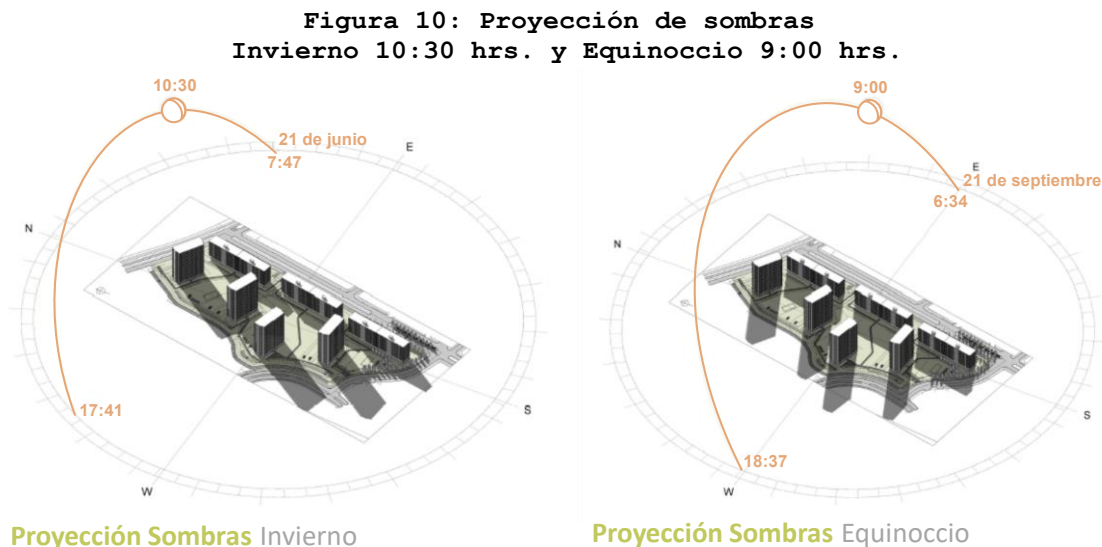 Figura 10: Proyección de sombras
Invierno 10:30 hrs. y Equinoccio 9:00 hrs.
10:30
21 de junio
7:47
E
N
S
17:41
W
Proyección Sombras Invierno
9:00
E
21 de septiembre
6:34
N
S
18:37
W
Proyección Sombras Equinoccio